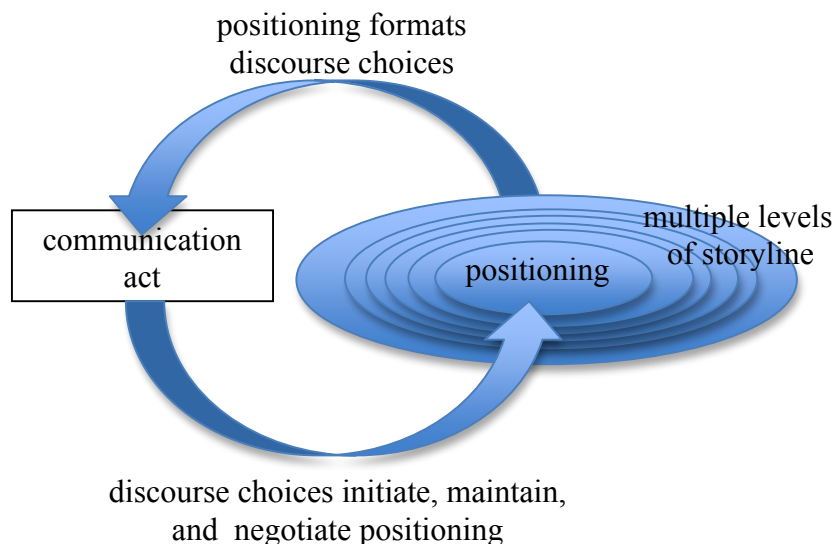 positioning formats
discourse choices
communication
act
positioning
multiple levels
of storyline
discourse choices initiate, maintain,
and  negotiate positioning